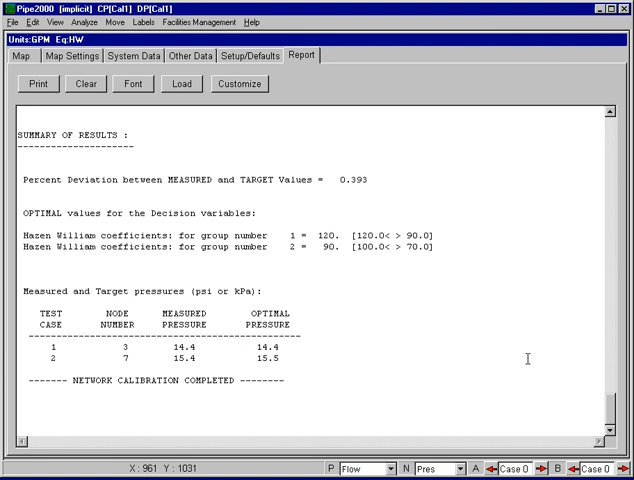 Pipe2000 [implicit] CP[Cal1] DP[Cal1]
File Edit View Analyze Move Labels Facilities Management Help
Units:GPM Eq:HW
Map Map Settings System Data Other Data Setup/Defaults Report
Print Clear Font Load Customize
SUMMARY OF RESULTS :
---------------------
Percent Deviation between MEASURED and TARGET Values = 0.393
OPTIMAL values for the Decision variables:
Hazen William coefficients: for group number 1 = 120. [120.0< > 90.0]
Hazen William coefficients: for group number 2 = 90. [100.0< > 70.0]
Measured and Target pressures (psi or kPa):
TEST NODE MEASURED OPTIMAL
CASE NUMBER PRESSURE PRESSURE
-------------------------------------------------
1 3 14.4 14.4
2 7 15.4 15.5
------- NETWORK CALIBRATION COMPLETED --------
X : 961 Y : 1031 P Flow N Pres A Case 0 B Case 0